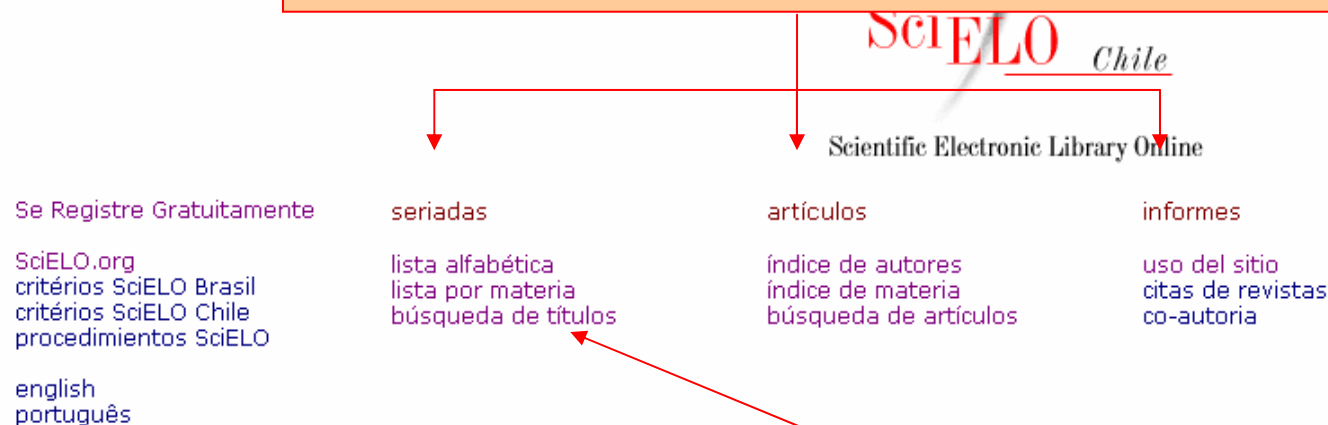 SciELO Chile
Scientific Electronic Library Online
Se Registre Gratuitamente
SciELO.org
critérios SciELO Brasil
critérios SciELO Chile
procedimientos SciELO
english
português
seriadas
lista alfabética
lista por materia
búsqueda de títulos
artículos
índice de autores
índice de materia
búsqueda de artículos
informes
uso del sitio
citas de revistas
co-autoria